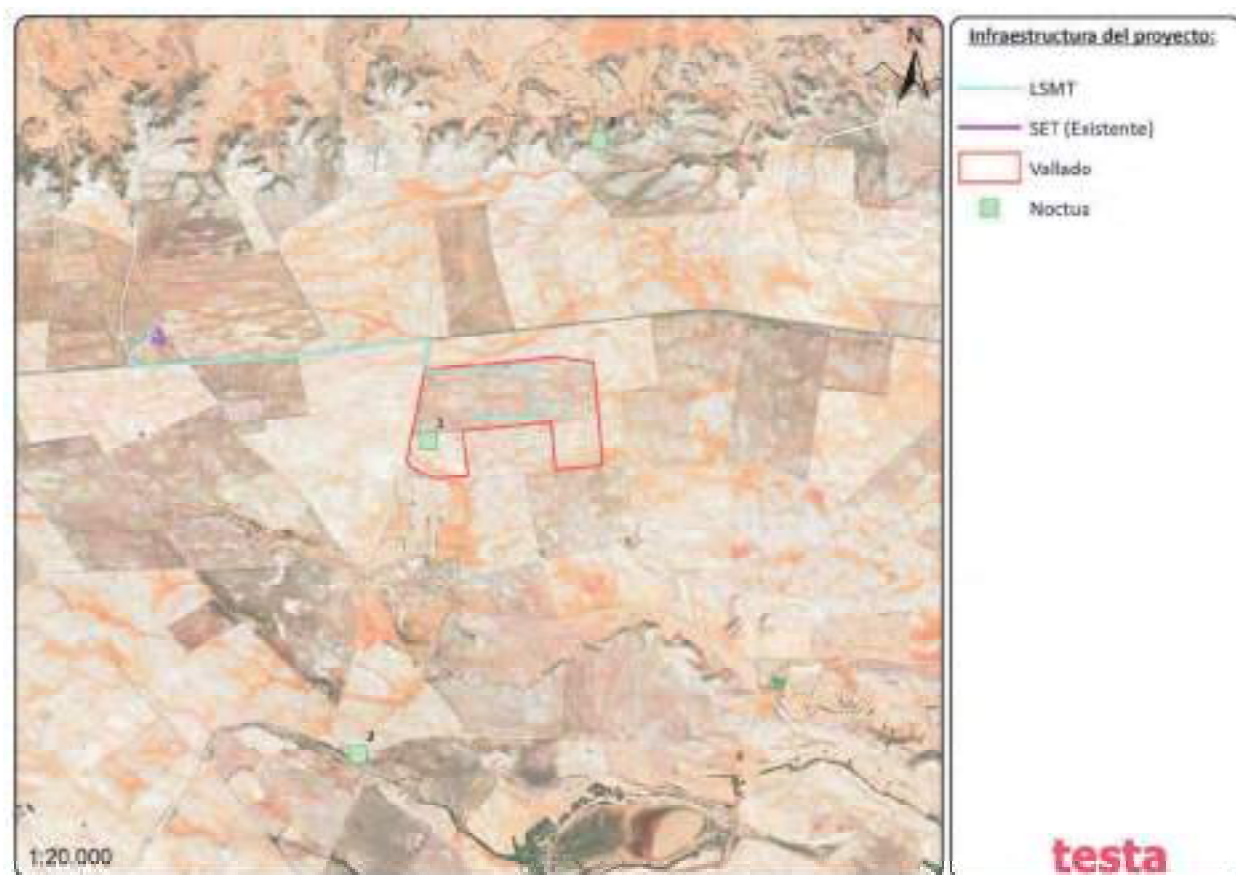 N
Infraestructura del proyecto:
LSMT
SET (Existente)
Vallado
Noctua
1:20.000
testa